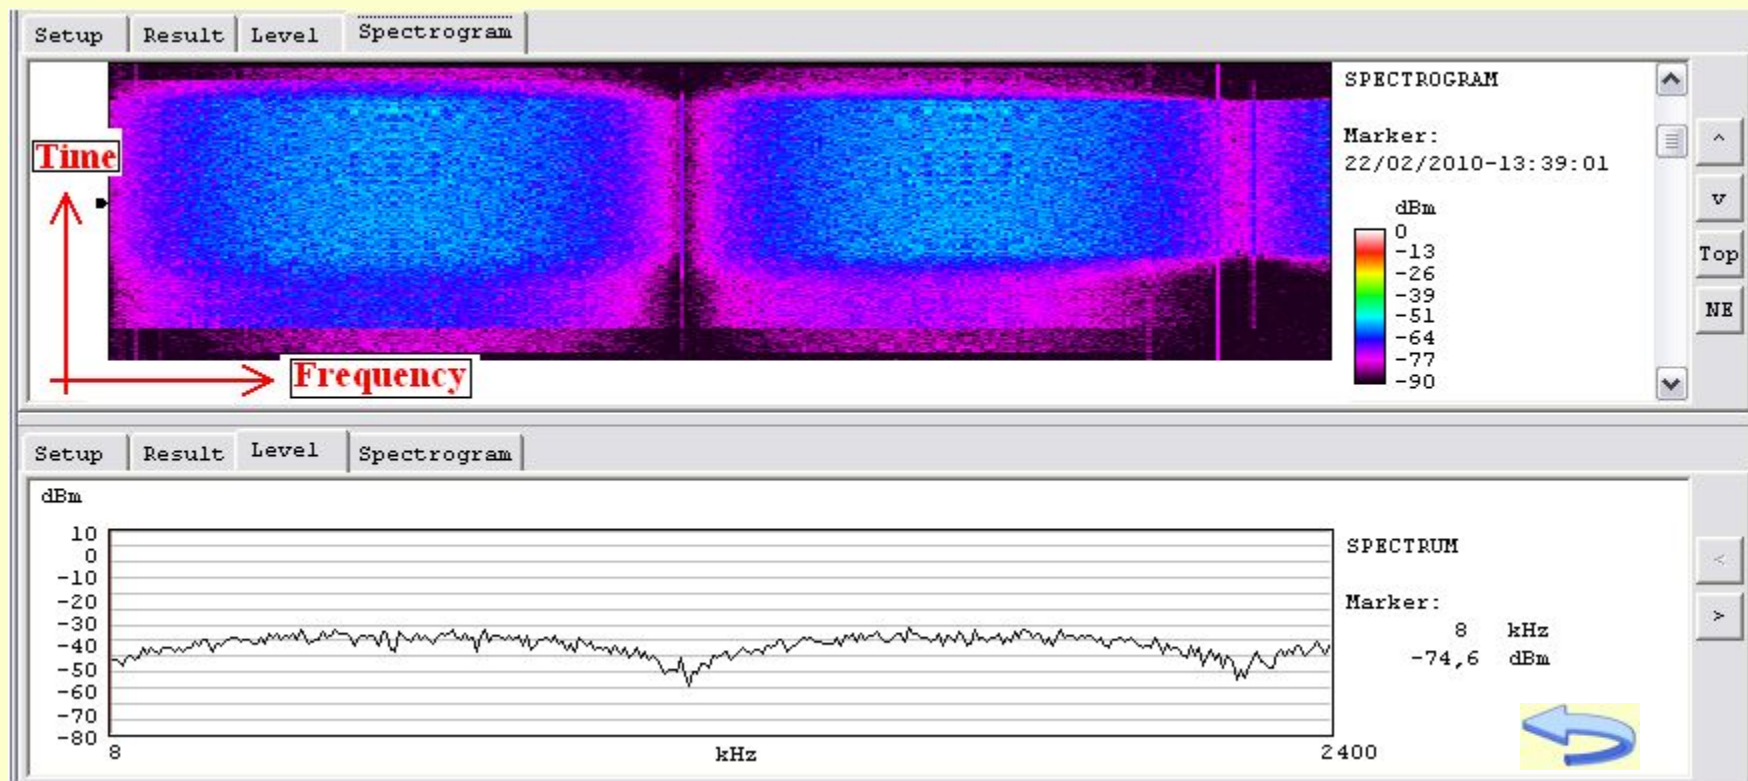 Setup Result Level Spectrogram
SPECTROGRAM
Marker:
22/02/2010-13:39:01
dBm
0
-13
-26
-39
-51
-64
-77
-90
^
v
Top
NE
Time
Frequency
Setup Result Level Spectrogram
dBm
10
0
-10
-20
-30
-40
-50
-60
-70
-80
8 kHz 2400
SPECTRUM
Marker:
8 kHz
-74,6 dBm
<
>